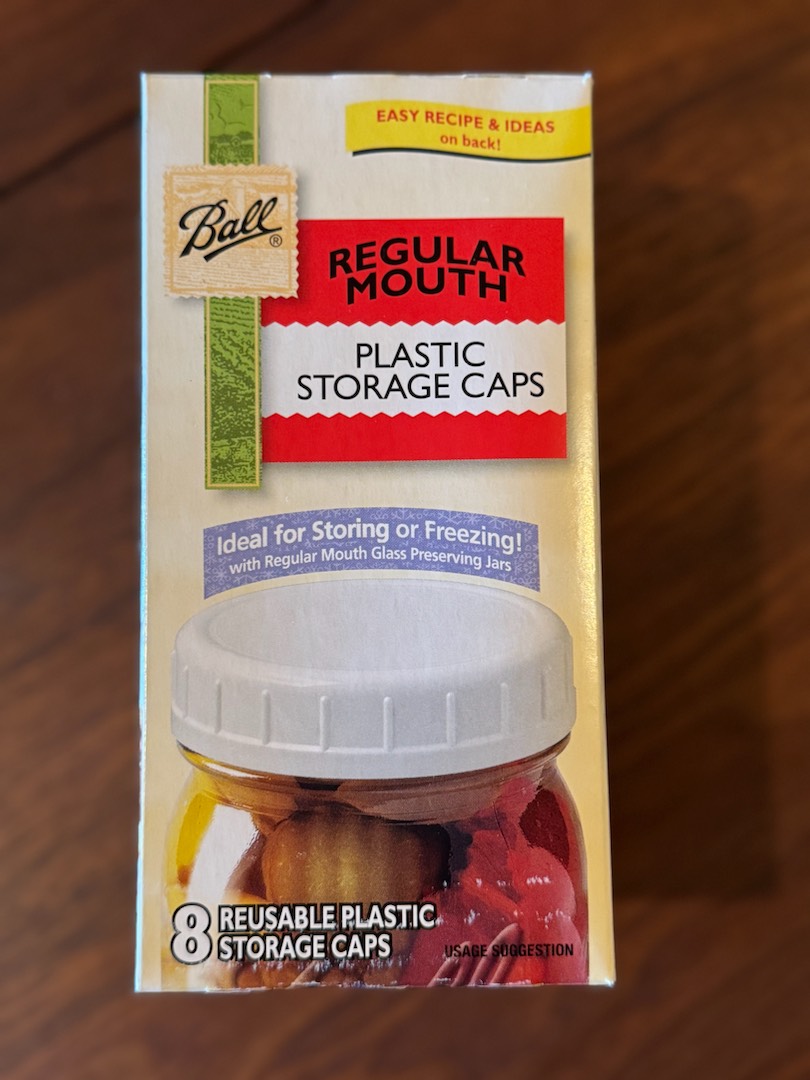 EASY RECIPE & IDEAS
on back!
Ball®
REGULAR
MOUTH
PLASTIC
STORAGE CAPS
Ideal for Storing or Freezing!
with Regular Mouth Glass Preserving Jars
8 REUSABLE PLASTIC
STORAGE CAPS
USAGE SUGGESTION